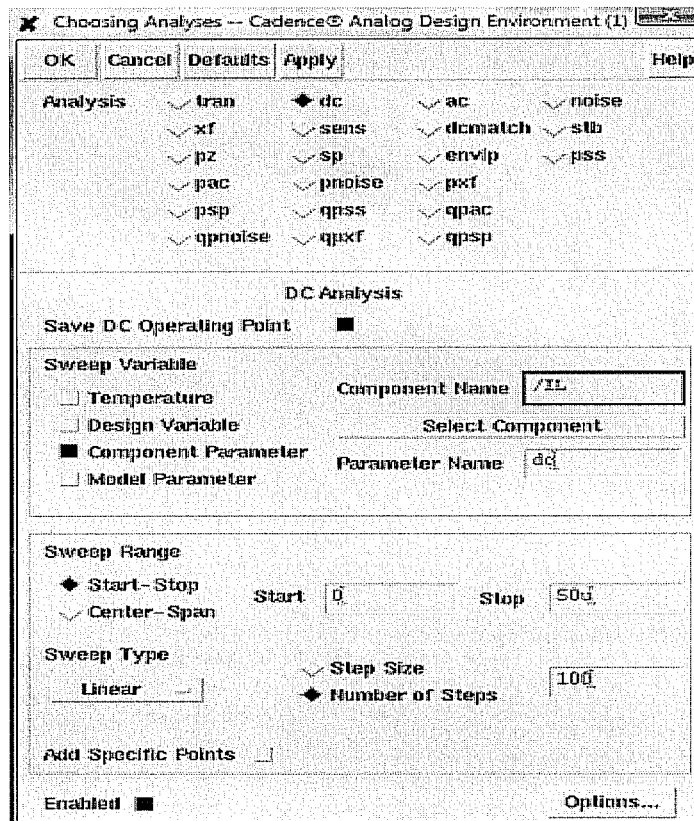 Choosing Analyses -- Cadence® Analog Design Environment (1)
OK Cancel Defaults Apply Help
Analysis tran dc ac noise
xf sens dcmatch stb
pz sp envlp pss
pac pnoise pxf
psp qpss qpac
qpnoise qpxf qpsp
DC Analysis
Save DC Operating Point
Sweep Variable
Temperature
Design Variable
Component Parameter
Model Parameter
Component Name /IL
Select Component
Parameter Name dc
Sweep Range
Start-Stop
Center-Span
Start 0 Stop 50u
Sweep Type
Linear
Step Size
Number of Steps 100
Add Specific Points
Enabled Options...